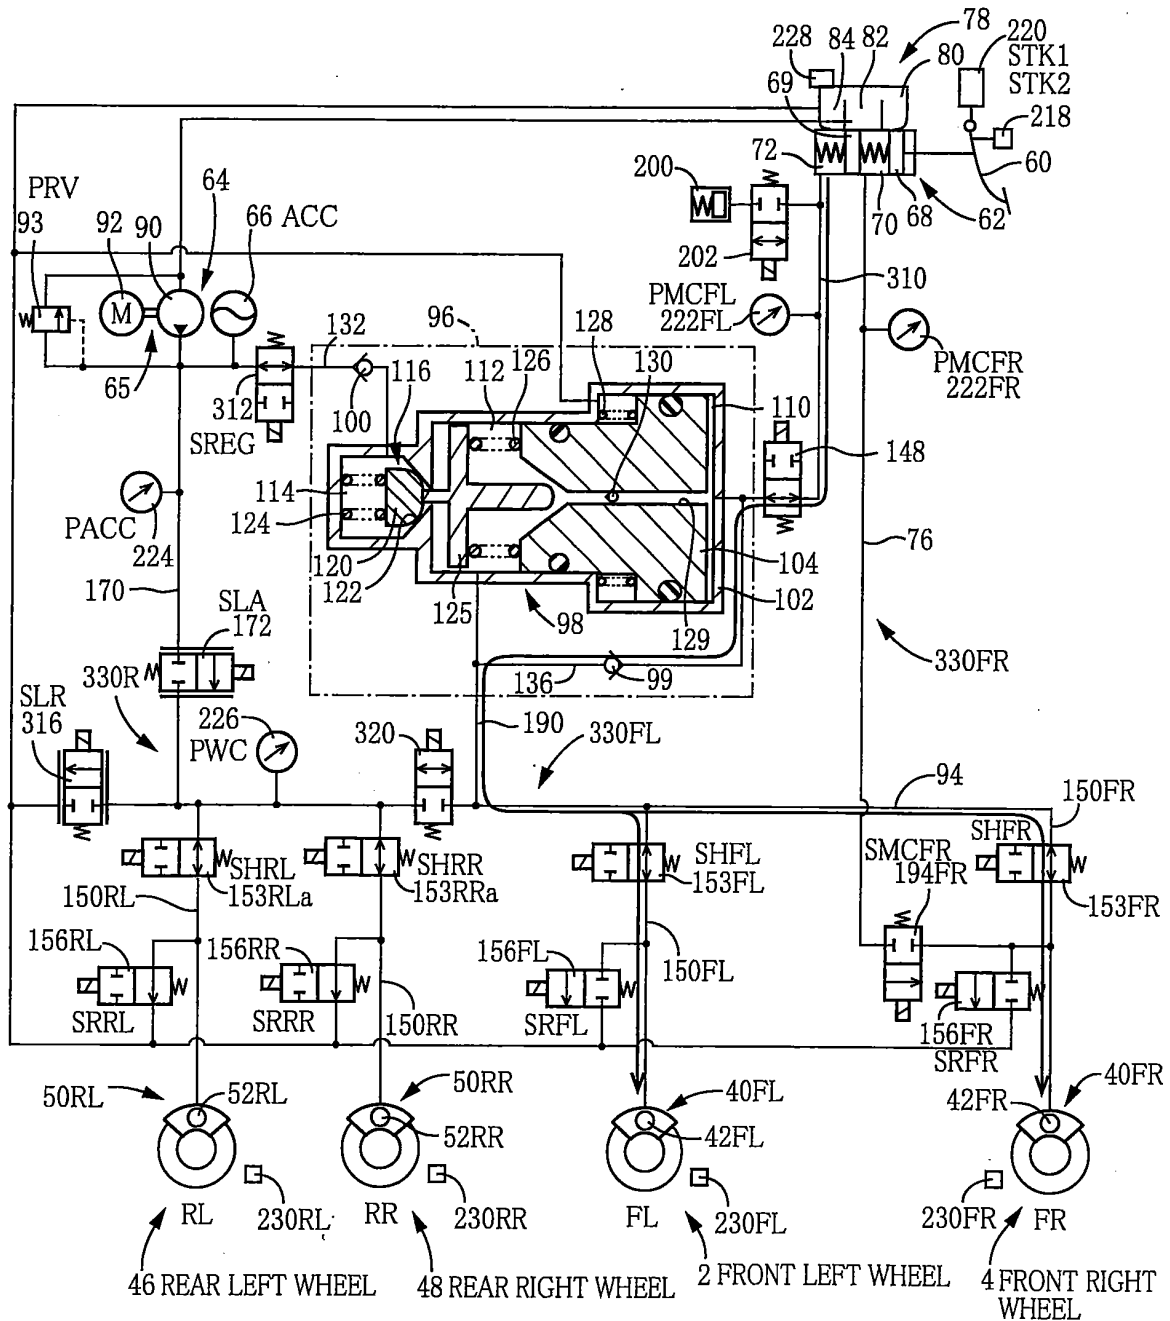 78
228
84
82
80
220
STK1
STK2
69
218
72
60
200
70
68
62
202
310
PRV
93
92
90
64
66 ACC
M
PMCFL
222FL
65
96
132
128
130
116
112
126
100
110
312
SREG
PMCFR
222FR
148
114
124
PACC
224
120
122
125
98
129
104
102
76
170
SLA
172
330R
136
99
330FR
SLR
316
226
PWC
320
190
330FL
94
150FR
SHRL
153RLa
SHRR
153RRa
SHFL
153FL
SMCFR
194FR
SHFR
153FR
150RL
156RL
156RR
156FL
150FL
SRRL
SRRR
150RR
SRFL
156FR
SRFR
50RL
52RL
50RR
52RR
40FL
42FL
40FR
42FR
230RL
230RR
230FL
230FR
RL
RR
FL
FR
46 REAR LEFT WHEEL
48 REAR RIGHT WHEEL
2 FRONT LEFT WHEEL
4 FRONT RIGHT
WHEEL